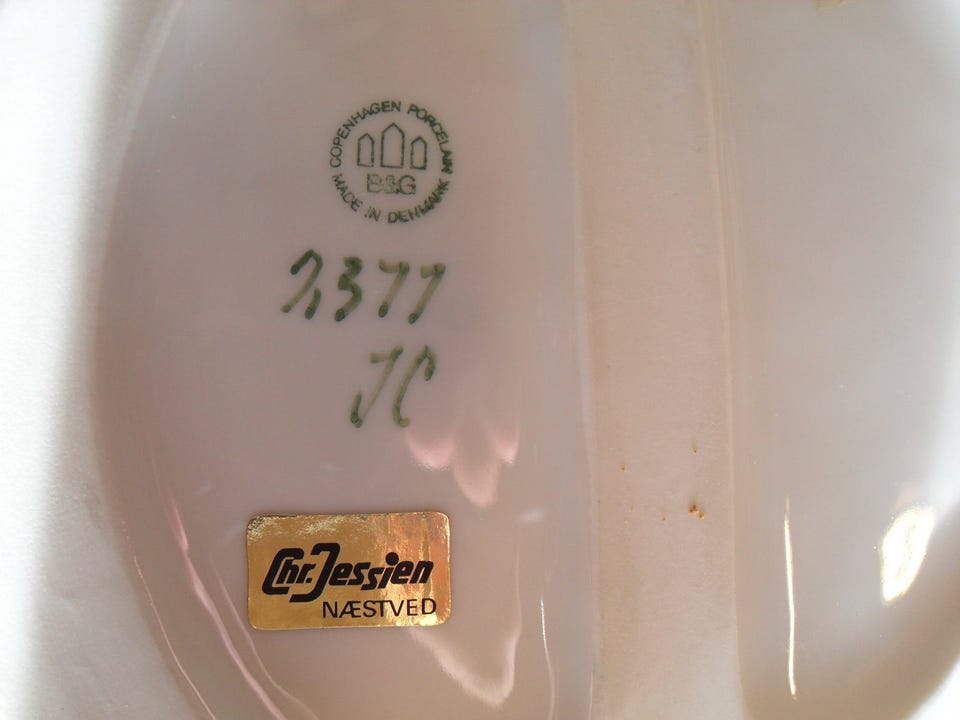 COPENHAGEN PORCELAIN
B&G
MADE IN DENMARK
2377
JC
Chr. Jessien
NÆSTVED